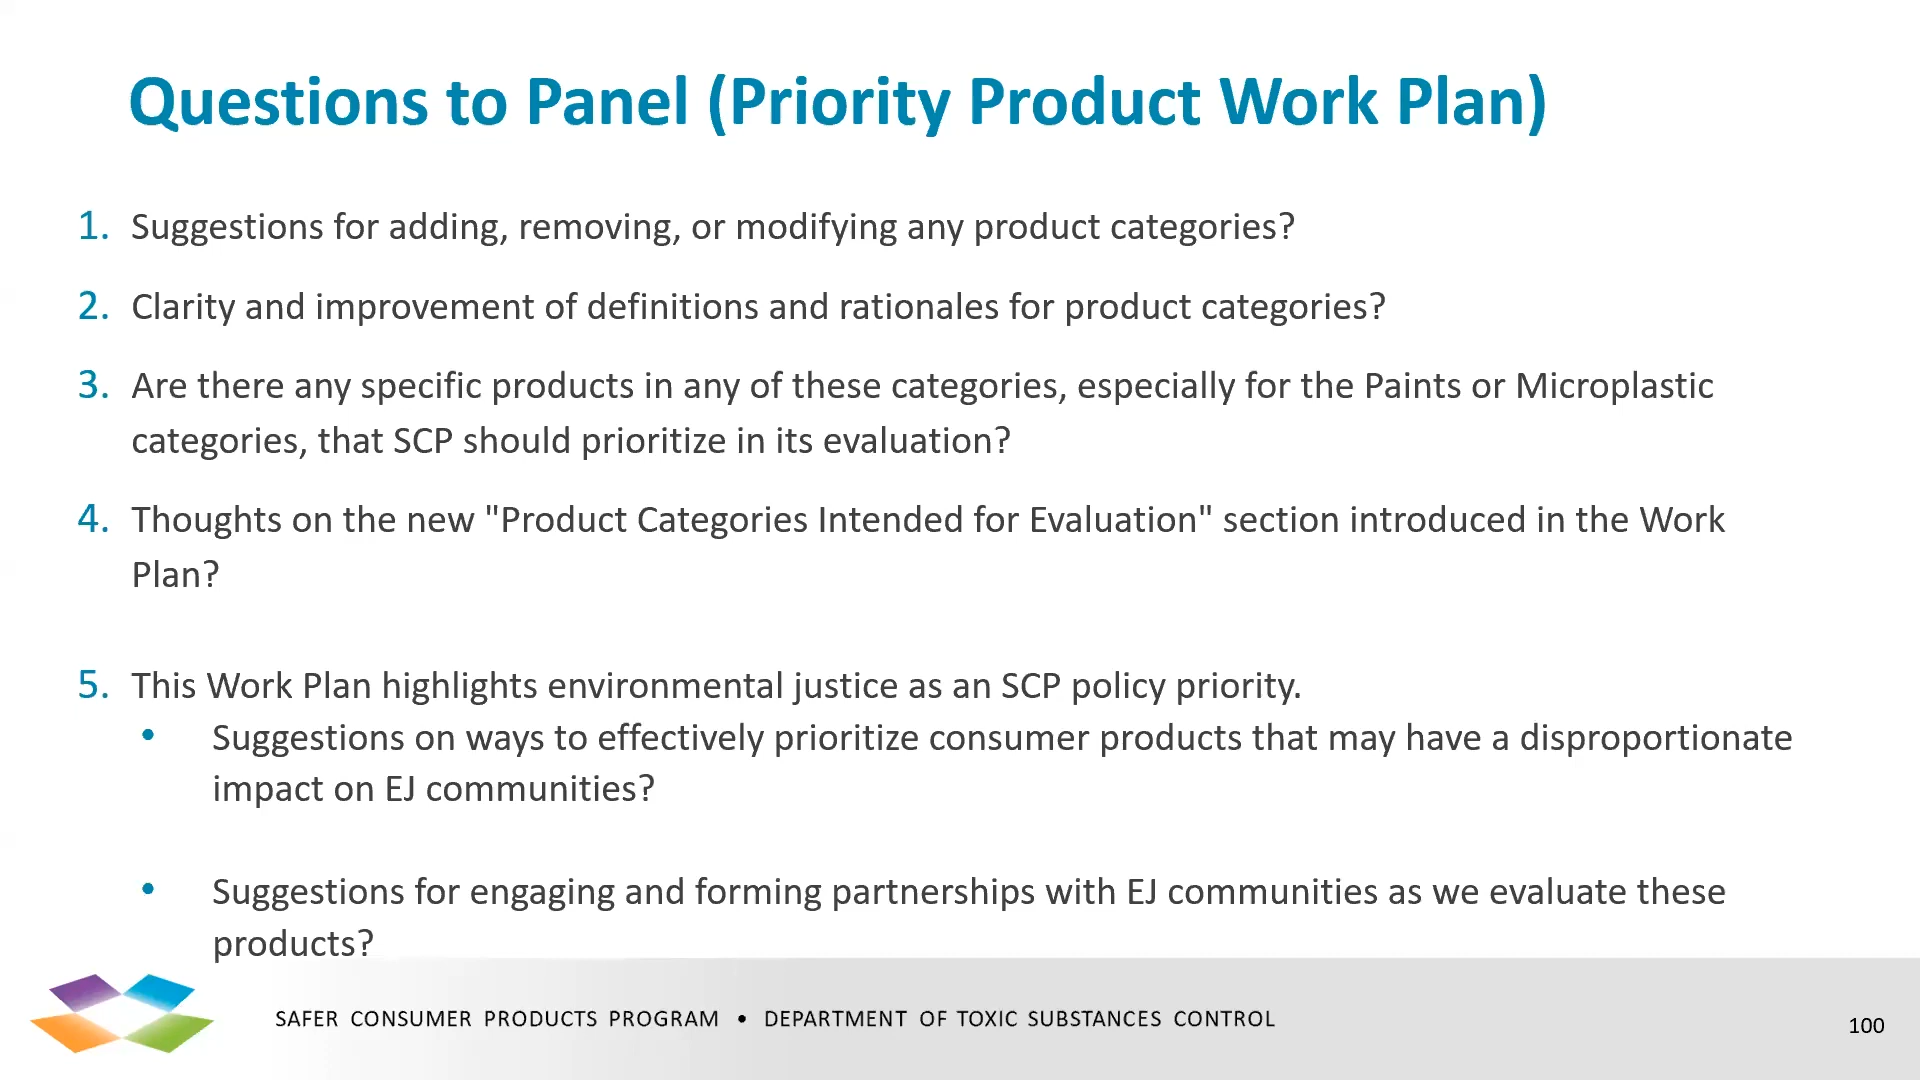 Questions to Panel (Priority Product Work Plan)
1. Suggestions for adding, removing, or modifying any product categories?
2. Clarity and improvement of definitions and rationales for product categories?
3. Are there any specific products in any of these categories, especially for the Paints or Microplastic
categories, that SCP should prioritize in its evaluation?
4. Thoughts on the new "Product Categories Intended for Evaluation" section introduced in the Work
Plan?
5. This Work Plan highlights environmental justice as an SCP policy priority.
• Suggestions on ways to effectively prioritize consumer products that may have a disproportionate
impact on EJ communities?
• Suggestions for engaging and forming partnerships with EJ communities as we evaluate these
products?
SAFER CONSUMER PRODUCTS PROGRAM • DEPARTMENT OF TOXIC SUBSTANCES CONTROL
100